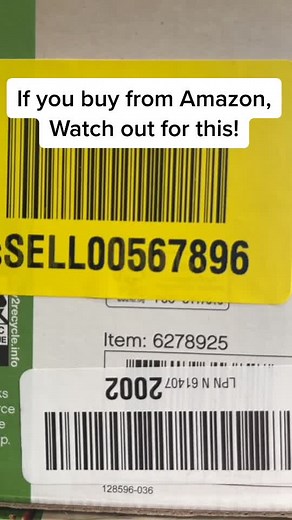 If you buy from Amazon,
Watch out for this!
SELL00567896
2recycle.info
Item: 6278925
LPN N 61407
2002
rce
e
p.
128596-036